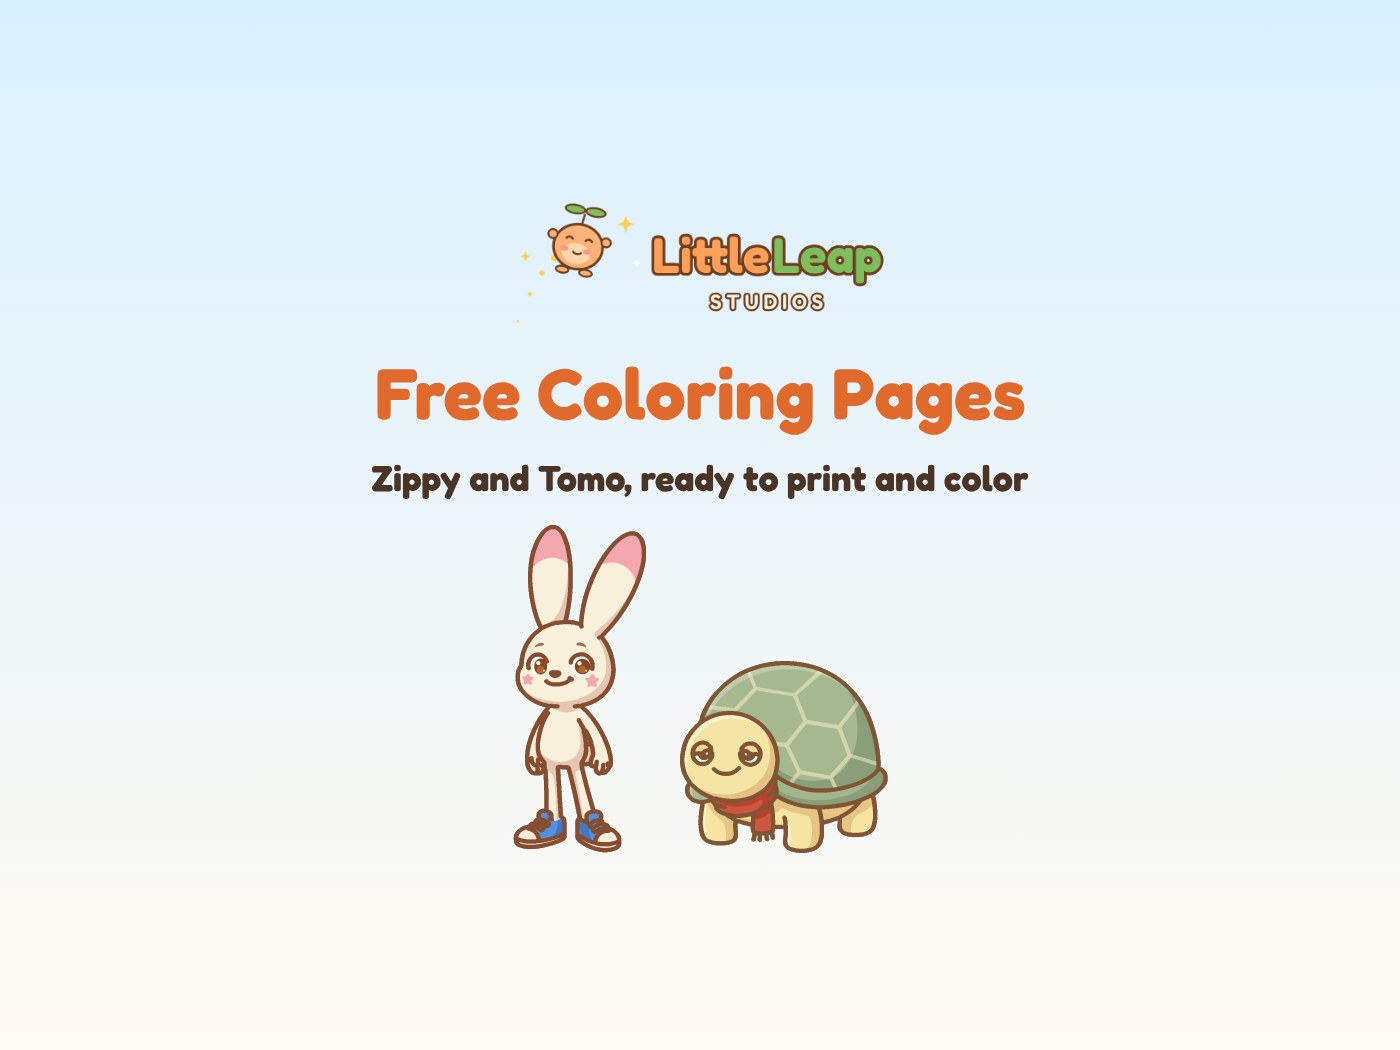 LittleLeap
STUDIOS
Free Coloring Pages
Zippy and Tomo, ready to print and color